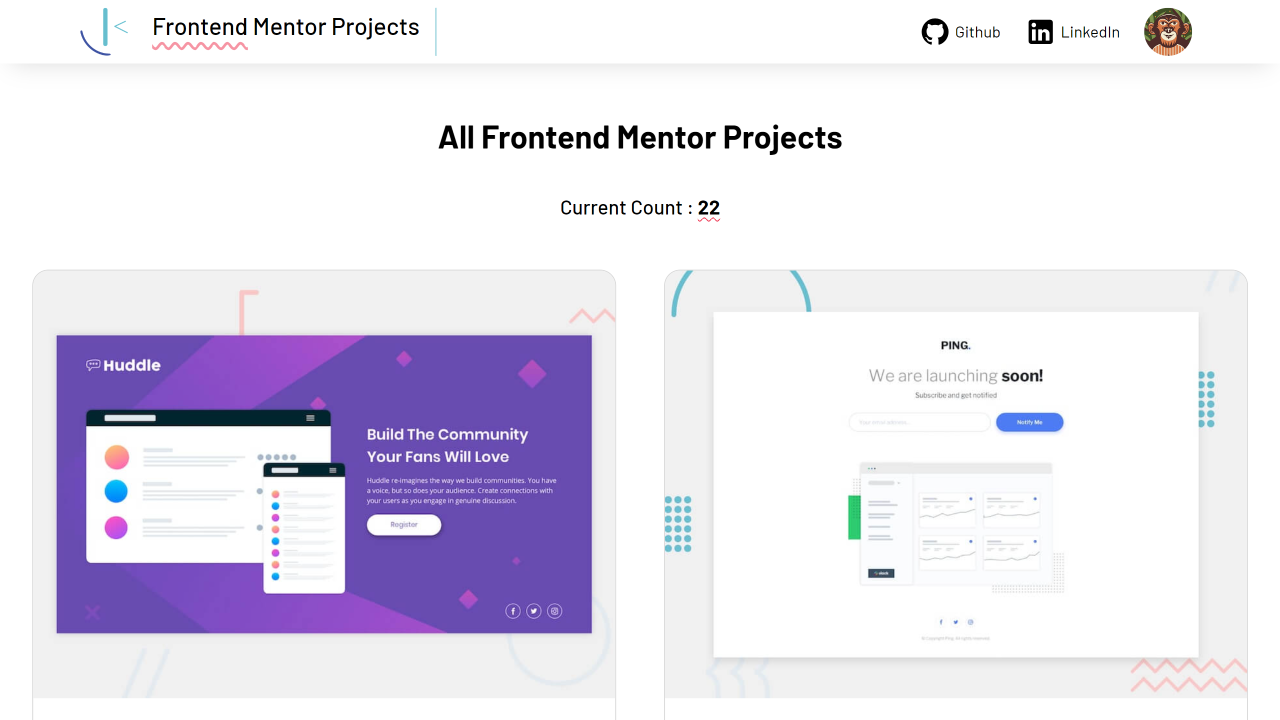 Frontend Mentor Projects
Github
LinkedIn
All Frontend Mentor Projects
Current Count : 22
Huddle
Build The Community
Your Fans Will Love
Huddle re-imagines the way we build communities. You have
a voice, but so does your audience. Create connections with
your users as you engage in genuine discussion.
Register
PING.
We are launching soon!
Subscribe and get notified
Your email address...
Notify Me
© Copyright Ping. All rights reserved.